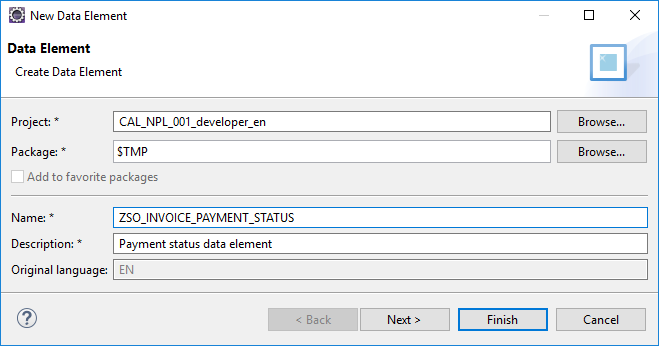 New Data Element
Data Element
Create Data Element
Project: * CAL_NPL_001_developer_en Browse...
Package: * $TMP Browse...
Add to favorite packages
Name: * ZSO_INVOICE_PAYMENT_STATUS
Description: * Payment status data element
Original language: EN
? < Back Next > Finish Cancel